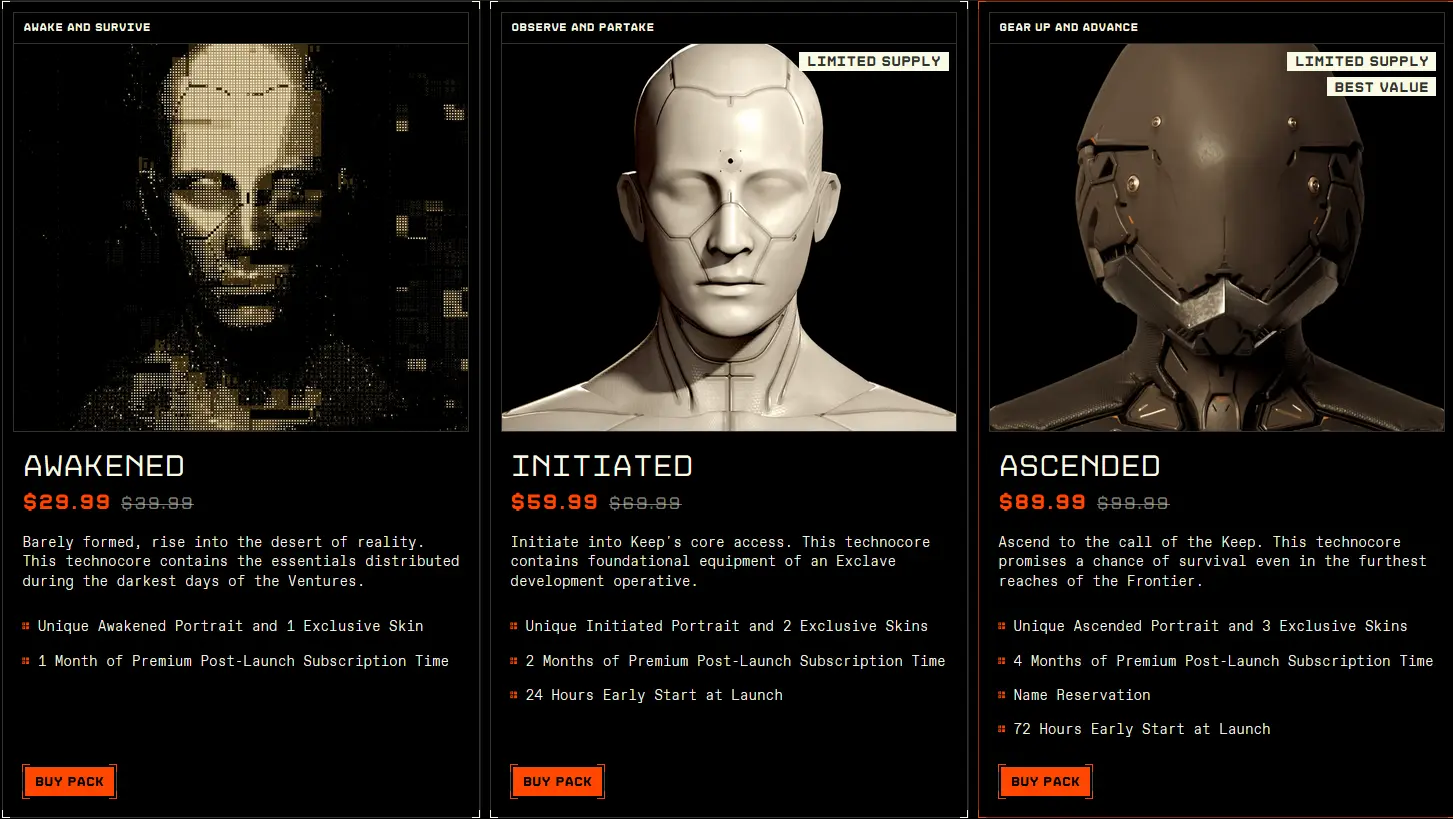 AWAKE AND SURVIVE
AWAKENED
$29.99 $39.99
Barely formed, rise into the desert of reality.
This technocore contains the essentials distributed
during the darkest days of the Ventures.
Unique Awakened Portrait and 1 Exclusive Skin
1 Month of Premium Post-Launch Subscription Time
BUY PACK
OBSERVE AND PARTAKE
LIMITED SUPPLY
INITIATED
$59.99 $69.99
Initiate into Keep's core access. This technocore
contains foundational equipment of an Exclave
development operative.
Unique Initiated Portrait and 2 Exclusive Skins
2 Months of Premium Post-Launch Subscription Time
24 Hours Early Start at Launch
BUY PACK
GEAR UP AND ADVANCE
LIMITED SUPPLY
BEST VALUE
ASCENDED
$89.99 $99.99
Ascend to the call of the Keep. This technocore
promises a chance of survival even in the furthest
reaches of the Frontier.
Unique Ascended Portrait and 3 Exclusive Skins
4 Months of Premium Post-Launch Subscription Time
Name Reservation
72 Hours Early Start at Launch
BUY PACK